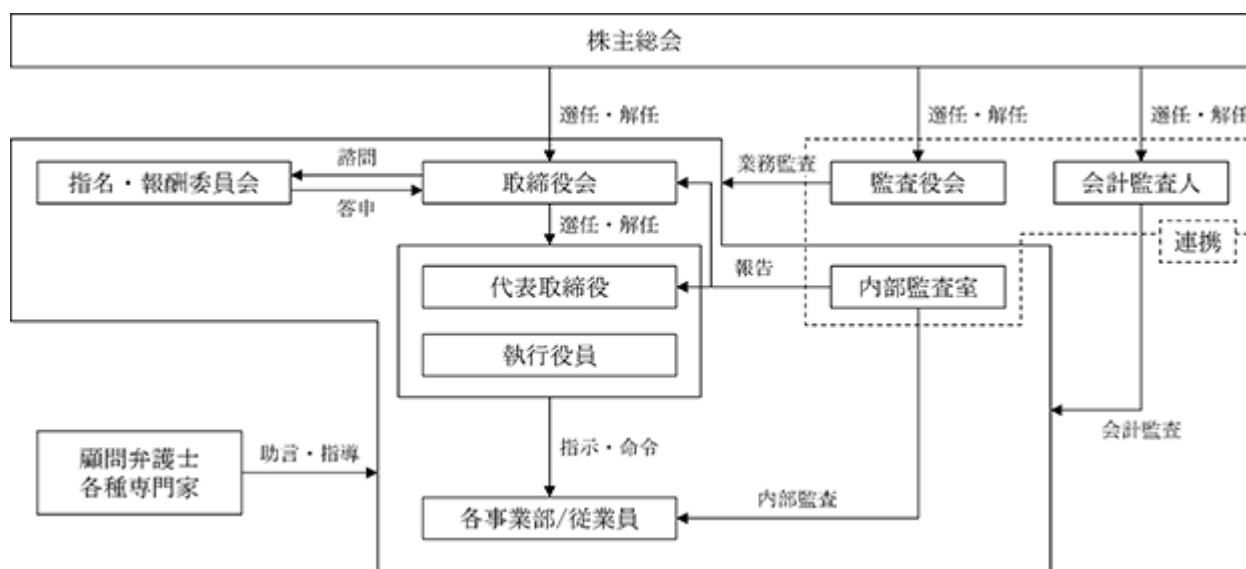 株主総会
選任・解任
選任・解任
選任・解任
諮問
業務監査
指名・報酬委員会
取締役会
監査役会
会計監査人
答申
選任・解任
連携
報告
代表取締役
内部監査室
執行役員
会計監査
指示・命令
助言・指導
顧問弁護士
各種専門家
内部監査
各事業部/従業員